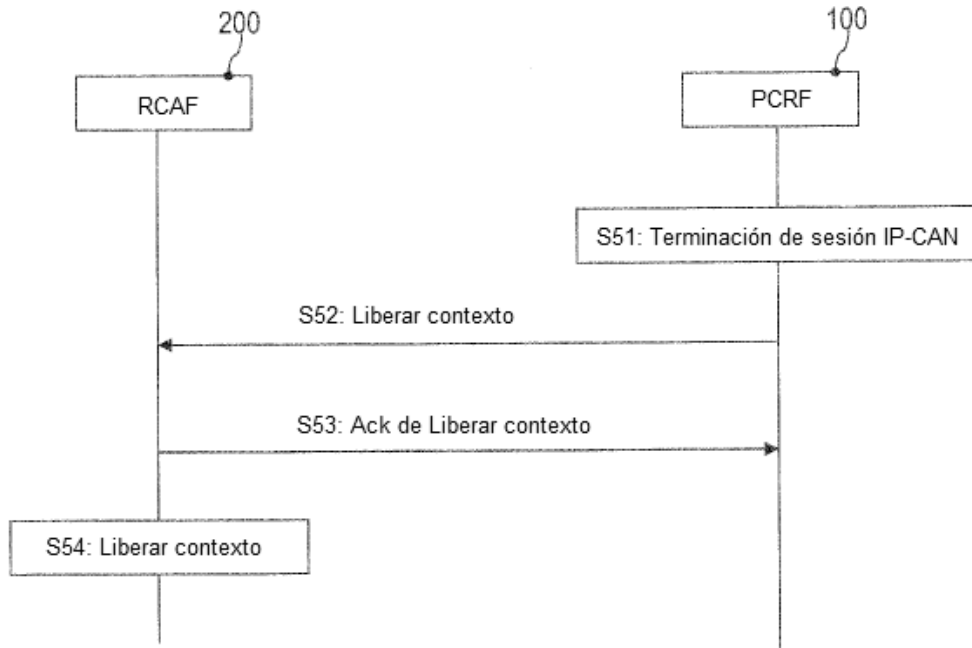 200
100
RCAF
PCRF
S51: Terminación de sesión IP-CAN
S52: Liberar contexto
S53: Ack de Liberar contexto
S54: Liberar contexto